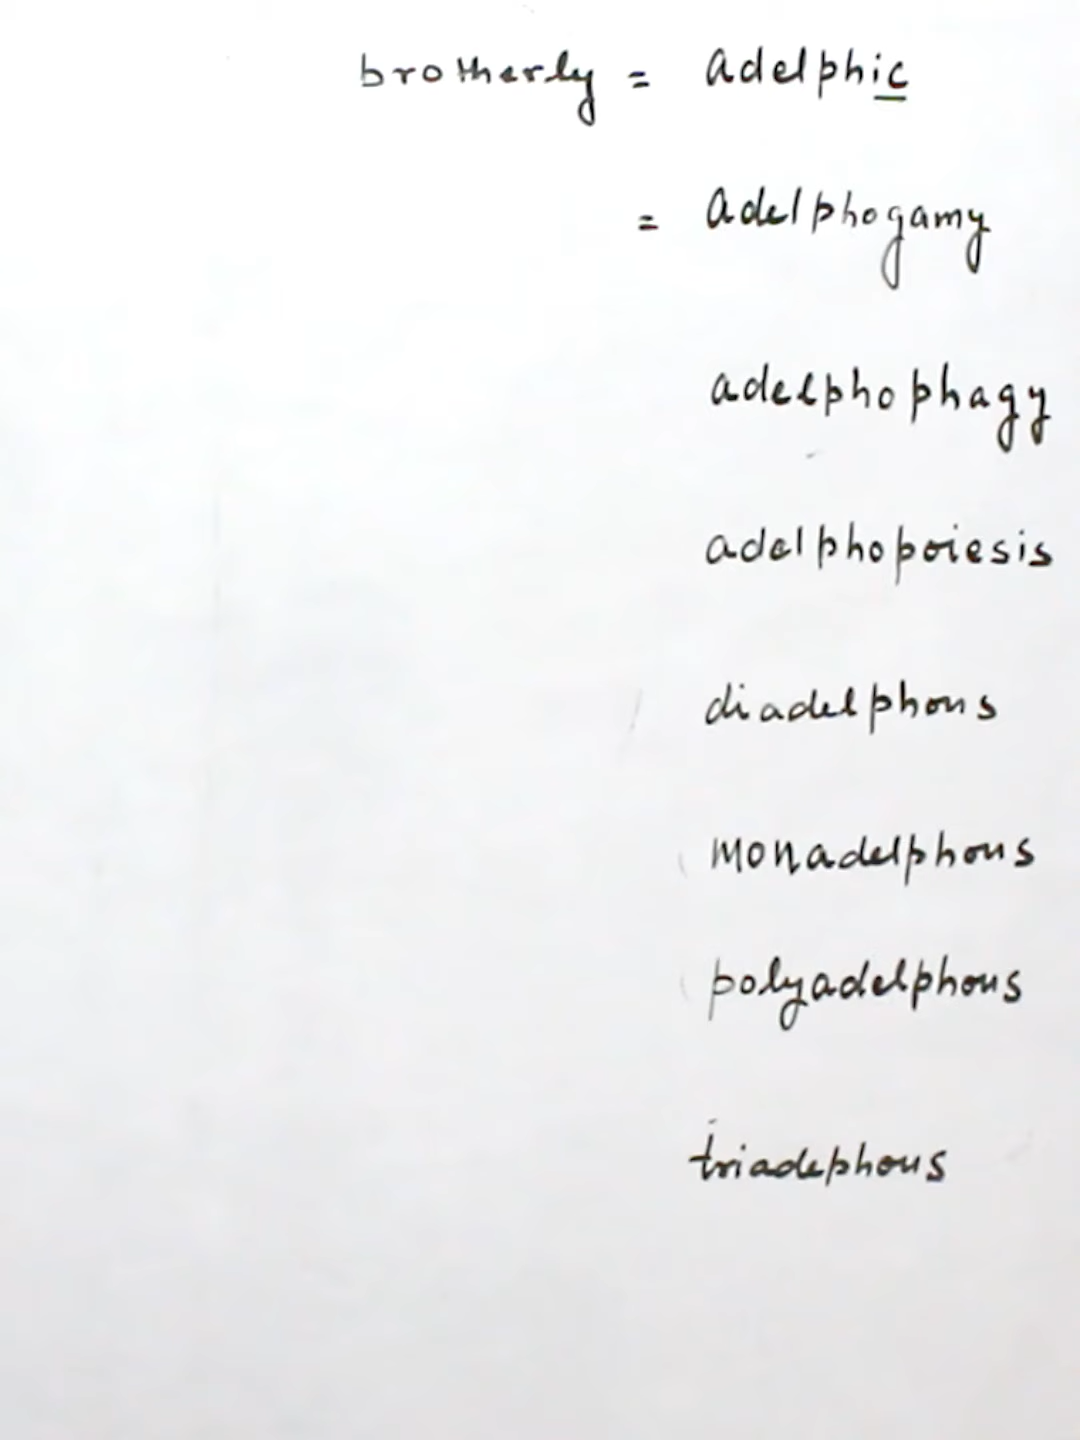 brotherly = adelphic
= adelphogamy
adelphophagy
adelphopoiesis
diadelphous
monadelphous
polyadelphous
triadephous